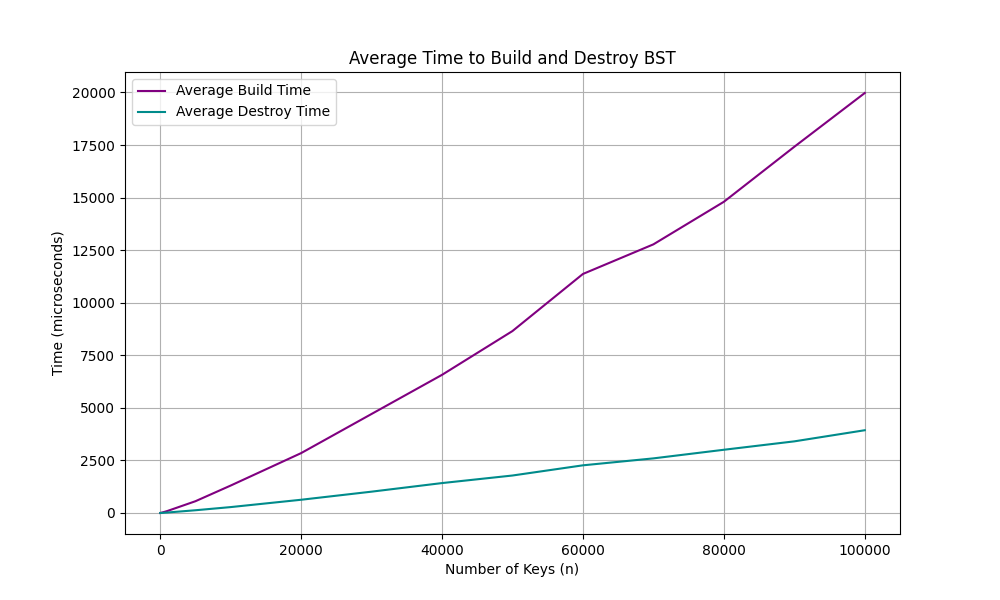 Average Time to Build and Destroy BST
Average Build Time
Average Destroy Time
Time (microseconds)
20000
17500
15000
12500
10000
7500
5000
2500
0
0 20000 40000 60000 80000 100000
Number of Keys (n)